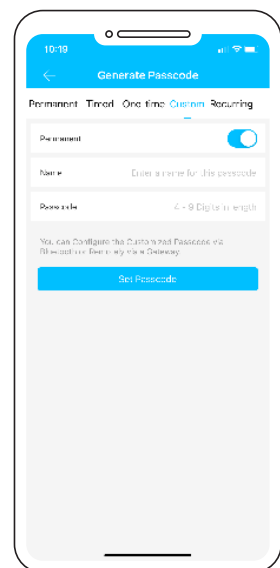 10:19
Generate Passcode
Permanent Timed One-time Custom Recurring
Permanent
Name Enter a name for this passcode
Passcode 4 - 9 Digits in length
You can Configure the Customized Passcode via
Bluetooth or Remotely via a Gateway
Set Passcode